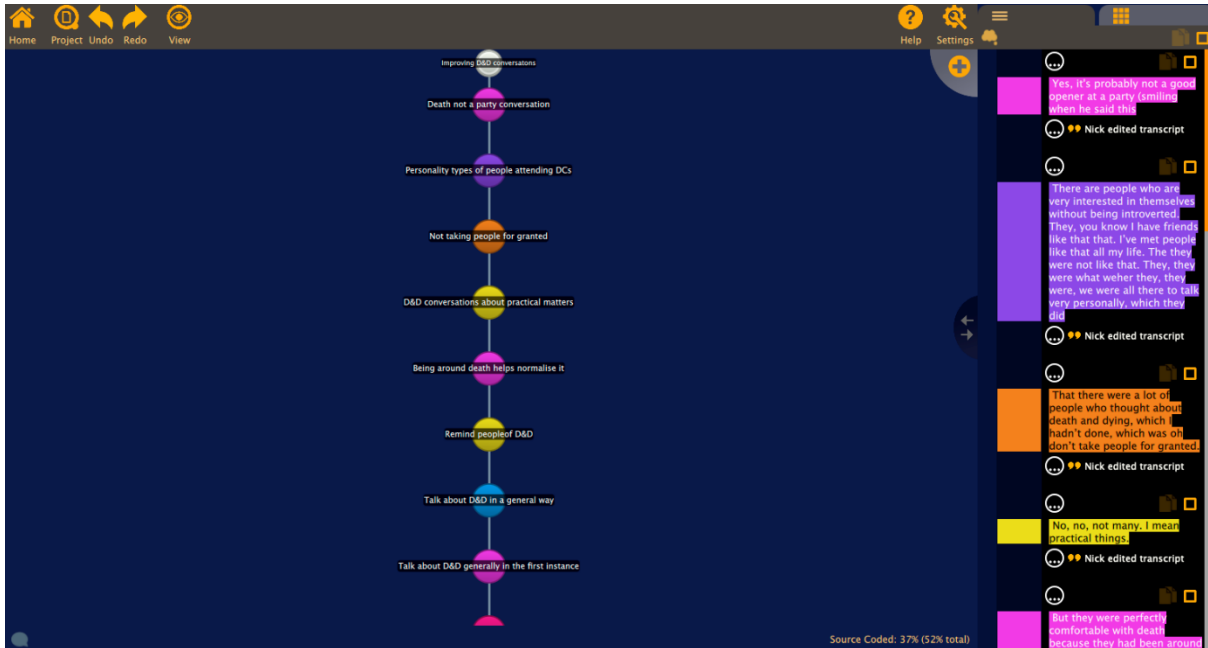 Home
Project
Undo
Redo
View
Help
Settings
Improving D&D conversatons
Death not a party conversation
Personality types of people attending DCs
Not taking people for granted
D&D conversations about practical matters
Being around death helps normalise it
Remind peopleof D&D
Talk about D&D in a general way
Talk about D&D generally in the first instance
Source Coded: 37% (52% total)
Yes, it's probably not a good
opener at a party (smiling
when he said this
Nick edited transcript
There are people who are
very interested in themselves
without being introverted.
They, you know I have friends
like that that. I've met people
like that all my life. The they
were not like that. They, they
were what weher they, they
were, we were all there to talk
very personally, which they
did
Nick edited transcript
That there were a lot of
people who thought about
death and dying, which I
hadn't done, which was oh
don't take people for granted.
Nick edited transcript
No, no, not many. I mean
practical things.
Nick edited transcript
But they were perfectly
comfortable with death
because they had been around